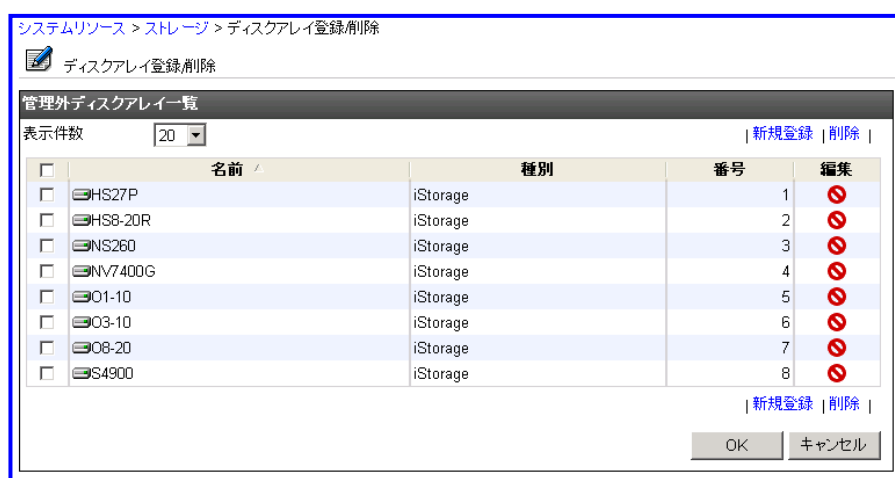 システムリソース > ストレージ > ディスクアレイ登録/削除
ディスクアレイ登録/削除
管理外ディスクアレイ一覧
表示件数 20 | 新規登録 | 削除 |
名前 種別 番号 編集
HS27P iStorage 1
HS8-20R iStorage 2
NS260 iStorage 3
NV7400G iStorage 4
O1-10 iStorage 5
O3-10 iStorage 6
O8-20 iStorage 7
S4900 iStorage 8
| 新規登録 | 削除 |
OK キャンセル